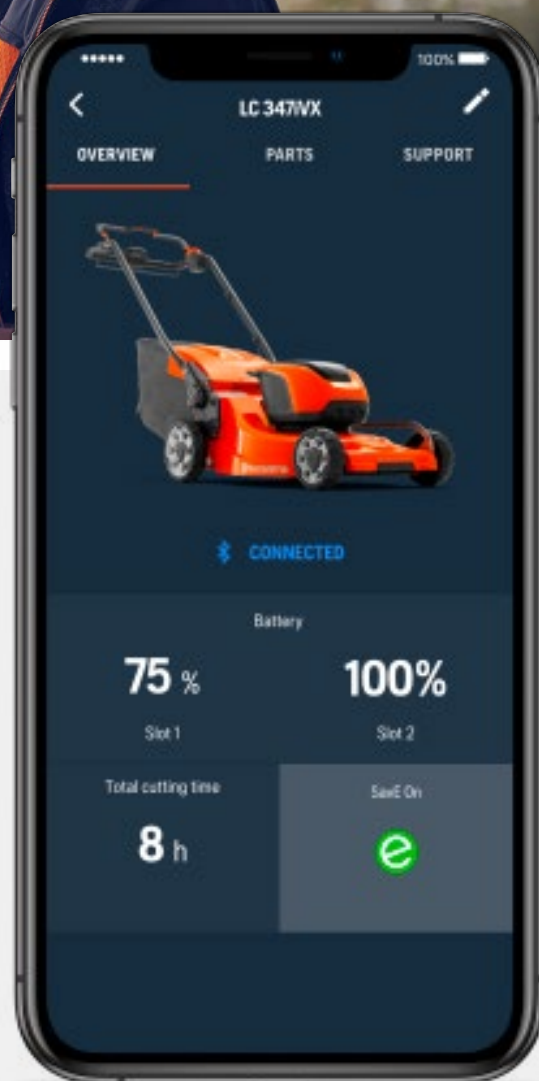 100%
LC 347iVX
OVERVIEW PARTS SUPPORT
CONNECTED
Battery
75 % 100%
Slot 1 Slot 2
Total cutting time SavE On
8 h
e